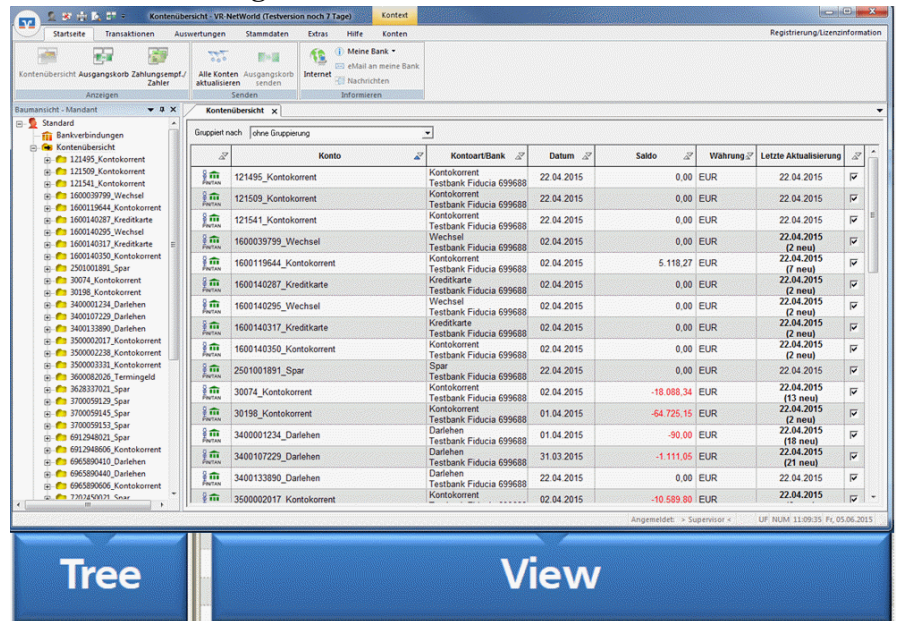 Kontenübersicht - VR-NetWorld (Testversion noch 7 Tage)
Kontext
Startseite Transaktionen Auswertungen Stammdaten Extras Hilfe Konten
Registrierung/Lizenzinformation
Kontenübersicht Ausgangskorb Zahlungsempf./
Zahler
Anzeigen
Alle Konten Ausgangskorb
aktualisieren senden
Senden
Internet
Meine Bank
eMail an meine Bank
Nachrichten
Informieren
Baumansicht - Mandant
Standard
Bankverbindungen
Kontenübersicht
121495_Kontokorrent
121509_Kontokorrent
121541_Kontokorrent
1600039799_Wechsel
1600119644_Kontokorrent
1600140287_Kreditkarte
1600140295_Wechsel
1600140317_Kreditkarte
1600140350_Kontokorrent
2501001891_Spar
30074_Kontokorrent
30198_Kontokorrent
3400001234_Darlehen
3400107229_Darlehen
3400133890_Darlehen
3500002017_Kontokorrent
3500002238_Kontokorrent
3500003331_Kontokorrent
3600082026_Termingeld
3628337021_Spar
3700059129_Spar
3700059145_Spar
3700059153_Spar
6912948021_Spar
6912948606_Kontokorrent
6965890410_Darlehen
6965890440_Darlehen
6965890606_Kontokorrent
7202450021_Spar
Kontenübersicht x
Gruppiert nach ohne Gruppierung
Konto Kontoart/Bank Datum Saldo Währung Letzte Aktualisierung
FINTAN 121495_Kontokorrent Kontokorrent Testbank Fiducia 699688 22.04.2015 0,00 EUR 22.04.2015
FINTAN 121509_Kontokorrent Kontokorrent Testbank Fiducia 699688 22.04.2015 0,00 EUR 22.04.2015
FINTAN 121541_Kontokorrent Kontokorrent Testbank Fiducia 699688 22.04.2015 0,00 EUR 22.04.2015
FINTAN 1600039799_Wechsel Wechsel Testbank Fiducia 699688 02.04.2015 0,00 EUR 22.04.2015 (2 neu)
FINTAN 1600119644_Kontokorrent Kontokorrent Testbank Fiducia 699688 02.04.2015 5.118,27 EUR 22.04.2015 (7 neu)
FINTAN 1600140287_Kreditkarte Kreditkarte Testbank Fiducia 699688 02.04.2015 0,00 EUR 22.04.2015 (2 neu)
FINTAN 1600140295_Wechsel Wechsel Testbank Fiducia 699688 02.04.2015 0,00 EUR 22.04.2015 (2 neu)
FINTAN 1600140317_Kreditkarte Kreditkarte Testbank Fiducia 699688 02.04.2015 0,00 EUR 22.04.2015 (2 neu)
FINTAN 1600140350_Kontokorrent Kontokorrent Testbank Fiducia 699688 02.04.2015 0,00 EUR 22.04.2015 (2 neu)
FINTAN 2501001891_Spar Spar Testbank Fiducia 699688 22.04.2015 0,00 EUR 22.04.2015
FINTAN 30074_Kontokorrent Kontokorrent Testbank Fiducia 699688 02.04.2015 -18.088,34 EUR 22.04.2015 (13 neu)
FINTAN 30198_Kontokorrent Kontokorrent Testbank Fiducia 699688 01.04.2015 -64.725,15 EUR 22.04.2015 (2 neu)
FINTAN 3400001234_Darlehen Darlehen Testbank Fiducia 699688 01.04.2015 -90,00 EUR 22.04.2015 (18 neu)
FINTAN 3400107229_Darlehen Darlehen Testbank Fiducia 699688 31.03.2015 -1.111,05 EUR 22.04.2015 (21 neu)
FINTAN 3400133890_Darlehen Darlehen Testbank Fiducia 699688 22.04.2015 0,00 EUR 22.04.2015
3500002017_Kontokorrent Kontokorrent 02.04.2015 -10.589,80 EUR 22.04.2015
Angemeldet: > Supervisor < UF NUM 11:09:35 Fr, 05.06.2015
Tree
View